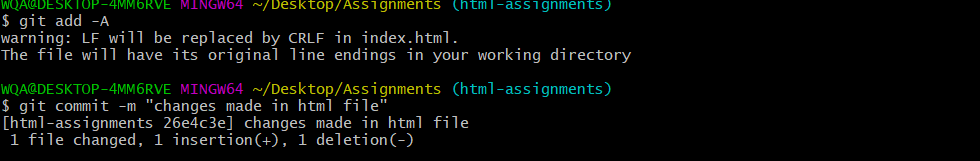 WQA@DESKTOP-4MM6RVE MINGW64 ~/Desktop/Assignments (html-assignments)
$ git add -A
warning: LF will be replaced by CRLF in index.html.
The file will have its original line endings in your working directory
WQA@DESKTOP-4MM6RVE MINGW64 ~/Desktop/Assignments (html-assignments)
$ git commit -m "changes made in html file"
[html-assignments 26e4c3e] changes made in html file
 1 file changed, 1 insertion(+), 1 deletion(-)